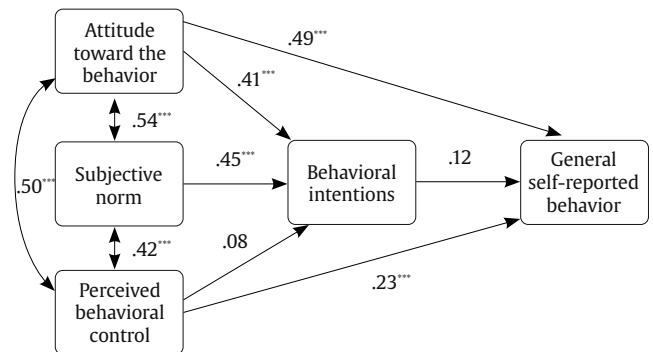 Attitude
toward the
behavior
.49***
.41***
.54***
Subjective
norm
.45***
Behavioral
intentions
.12
General
self-reported
behavior
.50***
.42***
.08
.23***
Perceived
behavioral
control